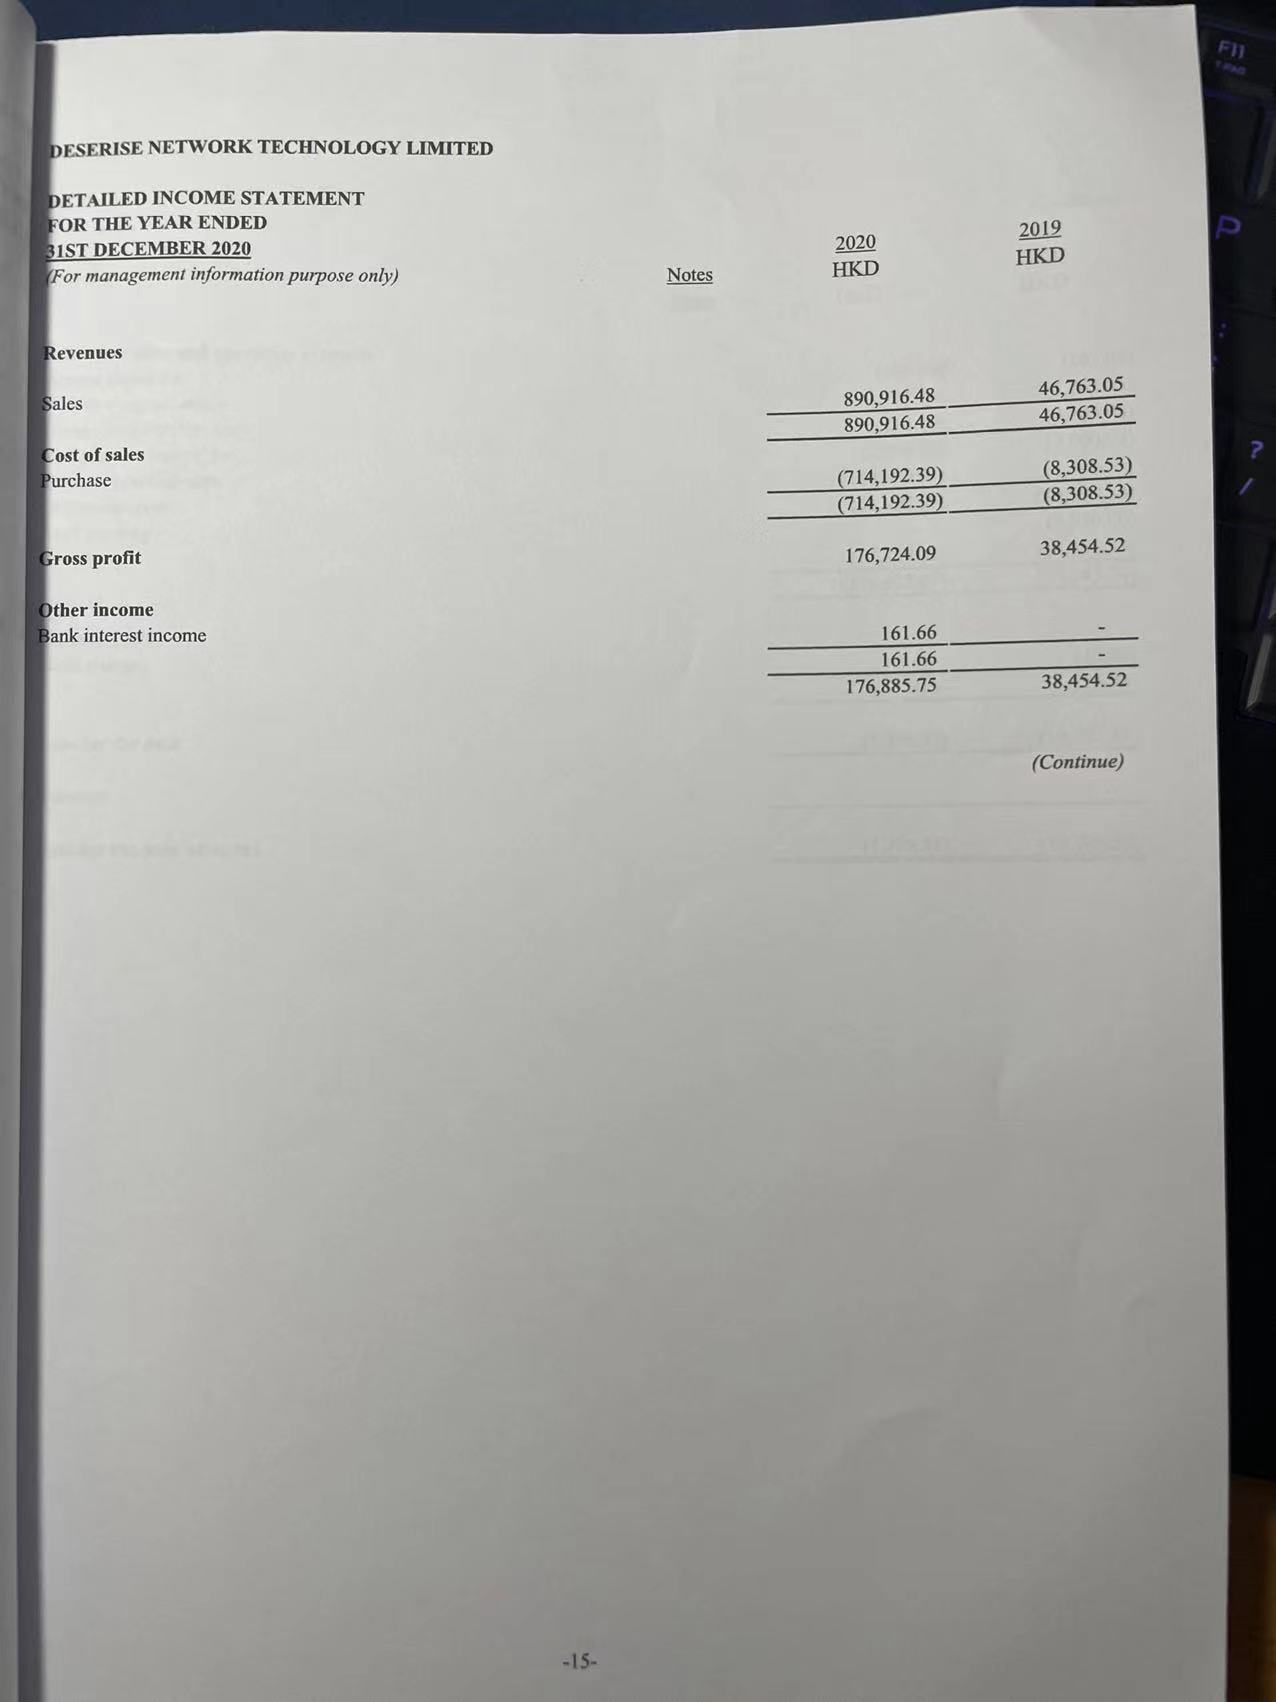 DESERISE NETWORK TECHNOLOGY LIMITED
DETAILED INCOME STATEMENT
FOR THE YEAR ENDED
31ST DECEMBER 2020
(For management information purpose only)
Notes
2020 2019
HKD HKD
Revenues
Sales 890,916.48 46,763.05
890,916.48 46,763.05
Cost of sales
Purchase (714,192.39) (8,308.53)
(714,192.39) (8,308.53)
Gross profit 176,724.09 38,454.52
Other income
Bank interest income 161.66 -
161.66 -
176,885.75 38,454.52
(Continue)
-15-
F11
P
:
;
?
/